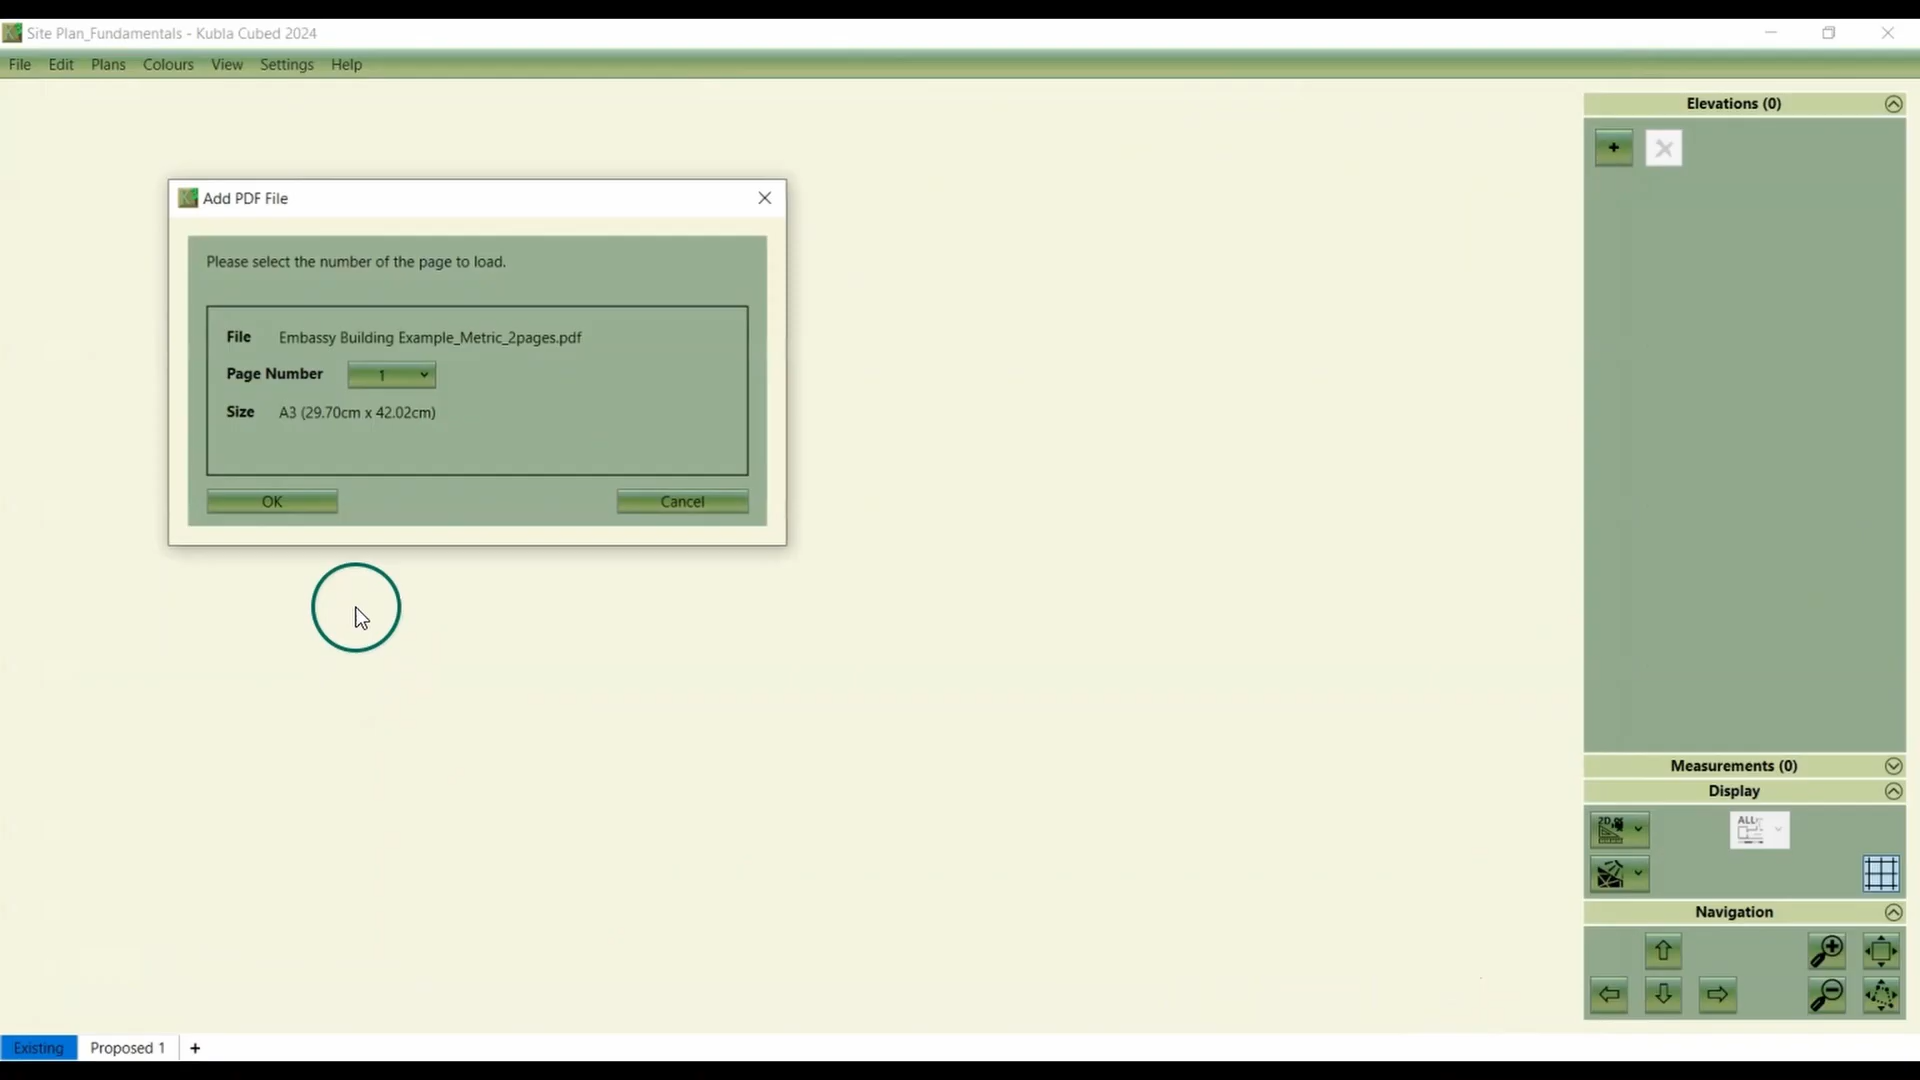 Site Plan_Fundamentals - Kubla Cubed 2024
File Edit Plans Colours View Settings Help
Elevations (0)
Add PDF File
Please select the number of the page to load.
File Embassy Building Example_Metric_2pages.pdf
Page Number 1
Size A3 (29.70cm x 42.02cm)
OK Cancel
Measurements (0)
Display
2D
ALL
Navigation
Existing Proposed 1 +